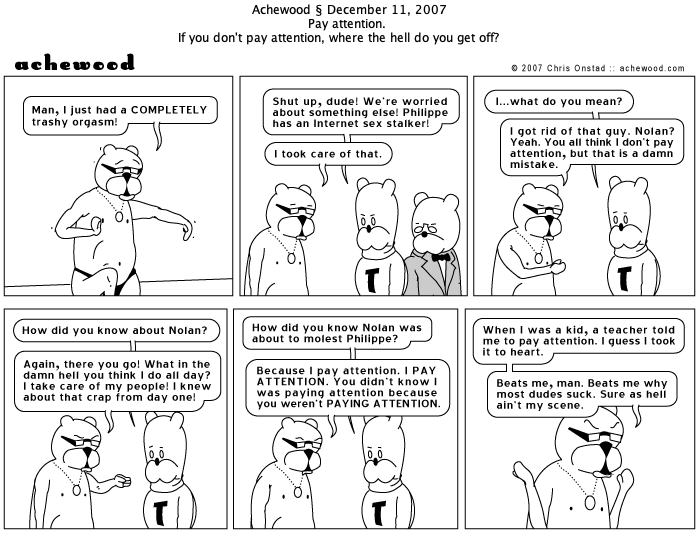 Achewood § December 11, 2007
Pay attention.
If you don't pay attention, where the hell do you get off?
achewood
© 2007 Chris Onstad :: achewood.com
Man, I just had a COMPLETELY
trashy orgasm!
Shut up, dude! We're worried
about something else! Philippe
has an Internet sex stalker!
I took care of that.
T
I...what do you mean?
I got rid of that guy. Nolan?
Yeah. You all think I don't pay
attention, but that is a damn
mistake.
T
How did you know about Nolan?
Again, there you go! What in the
damn hell you think I do all day?
I take care of my people! I knew
about that crap from day one!
T
How did you know Nolan was
about to molest Philippe?
Because I pay attention. I PAY
ATTENTION. You didn't know I
was paying attention because
you weren't PAYING ATTENTION.
T
When I was a kid, a teacher told
me to pay attention. I guess I took
it to heart.
Beats me, man. Beats me why
most dudes suck. Sure as hell
ain't my scene.